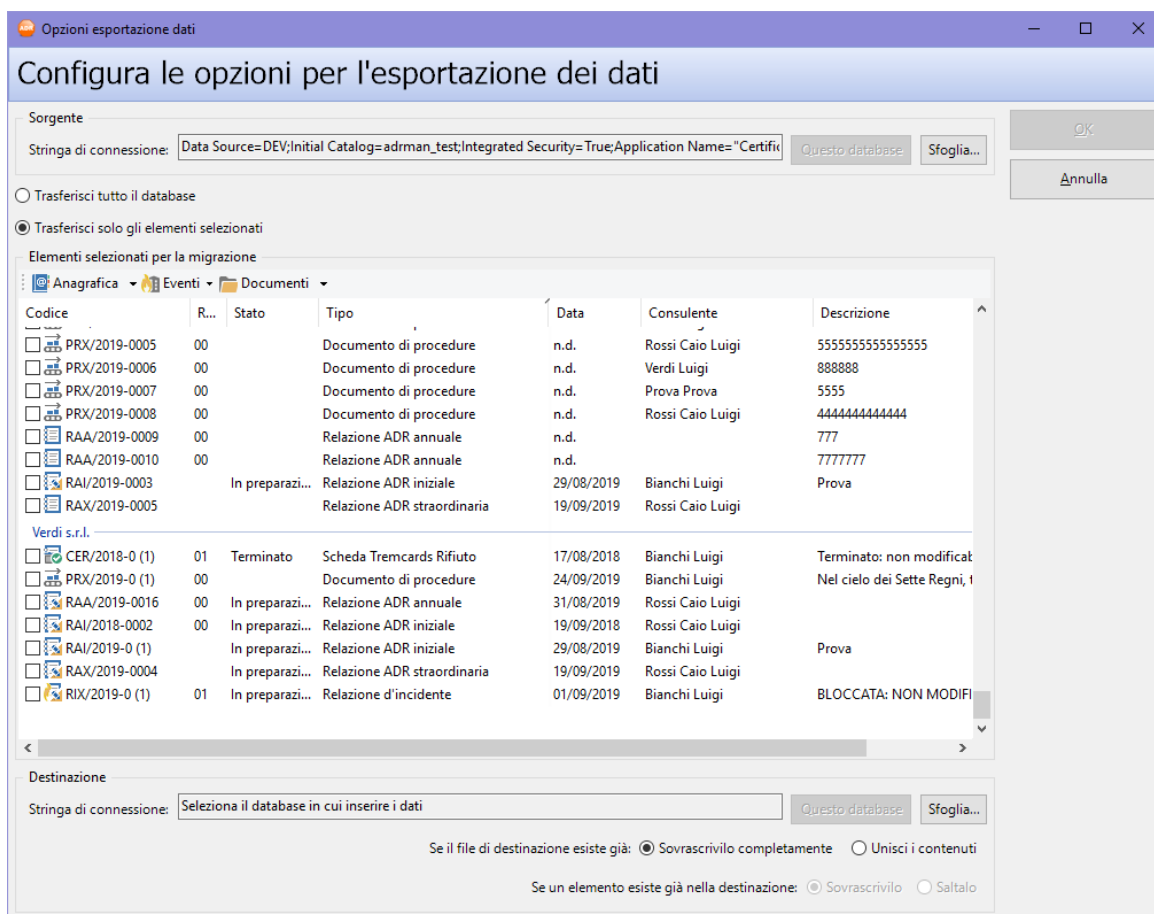 Opzioni esportazione dati
Configura le opzioni per l'esportazione dei dati
Sorgente
Stringa di connessione: Data Source=DEV;Initial Catalog=adrman_test;Integrated Security=True;Application Name="Certific Questo database Sfoglia...
OK
Annulla
Trasferisci tutto il database
Trasferisci solo gli elementi selezionati
Elementi selezionati per la migrazione
Anagrafica Eventi Documenti
Codice R... Stato Tipo Data Consulente Descrizione
PRX/2019-0005 00 Documento di procedure n.d. Rossi Caio Luigi 5555555555555555
PRX/2019-0006 00 Documento di procedure n.d. Verdi Luigi 888888
PRX/2019-0007 00 Documento di procedure n.d. Prova Prova 5555
PRX/2019-0008 00 Documento di procedure n.d. Rossi Caio Luigi 4444444444444
RAA/2019-0009 00 Relazione ADR annuale n.d. 777
RAA/2019-0010 00 Relazione ADR annuale n.d. 7777777
RAI/2019-0003 In preparazi... Relazione ADR iniziale 29/08/2019 Bianchi Luigi Prova
RAX/2019-0005 Relazione ADR straordinaria 19/09/2019 Rossi Caio Luigi
Verdi s.r.l.
CER/2018-0 (1) 01 Terminato Scheda Tremcards Rifiuto 17/08/2018 Bianchi Luigi Terminato: non modificab
PRX/2019-0 (1) 00 Documento di procedure 24/09/2019 Bianchi Luigi Nel cielo dei Sette Regni, t
RAA/2019-0016 00 In preparazi... Relazione ADR annuale 31/08/2019 Rossi Caio Luigi
RAI/2018-0002 00 In preparazi... Relazione ADR iniziale 19/09/2018 Rossi Caio Luigi
RAI/2019-0 (1) In preparazi... Relazione ADR iniziale 29/08/2019 Bianchi Luigi Prova
RAX/2019-0004 In preparazi... Relazione ADR straordinaria 19/09/2019 Rossi Caio Luigi
RIX/2019-0 (1) 01 In preparazi... Relazione d'incidente 01/09/2019 Bianchi Luigi BLOCCATA: NON MODIFI
Destinazione
Stringa di connessione: Seleziona il database in cui inserire i dati Questo database Sfoglia...
Se il file di destinazione esiste già: Sovrascrivilo completamente Unisci i contenuti
Se un elemento esiste già nella destinazione: Sovrascrivilo Saltalo